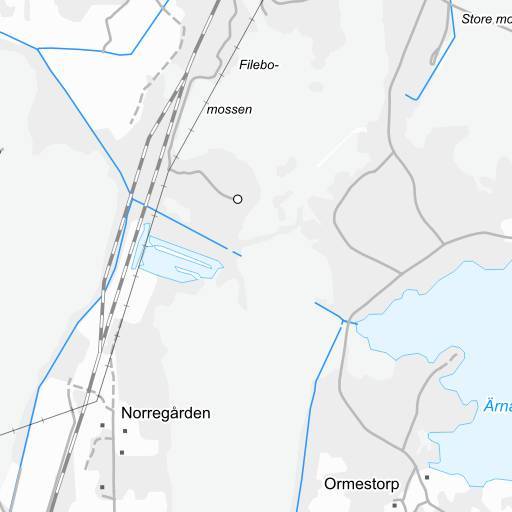 Store mo
Filebo-
mossen
Ärna
Norregården
Ormestorp